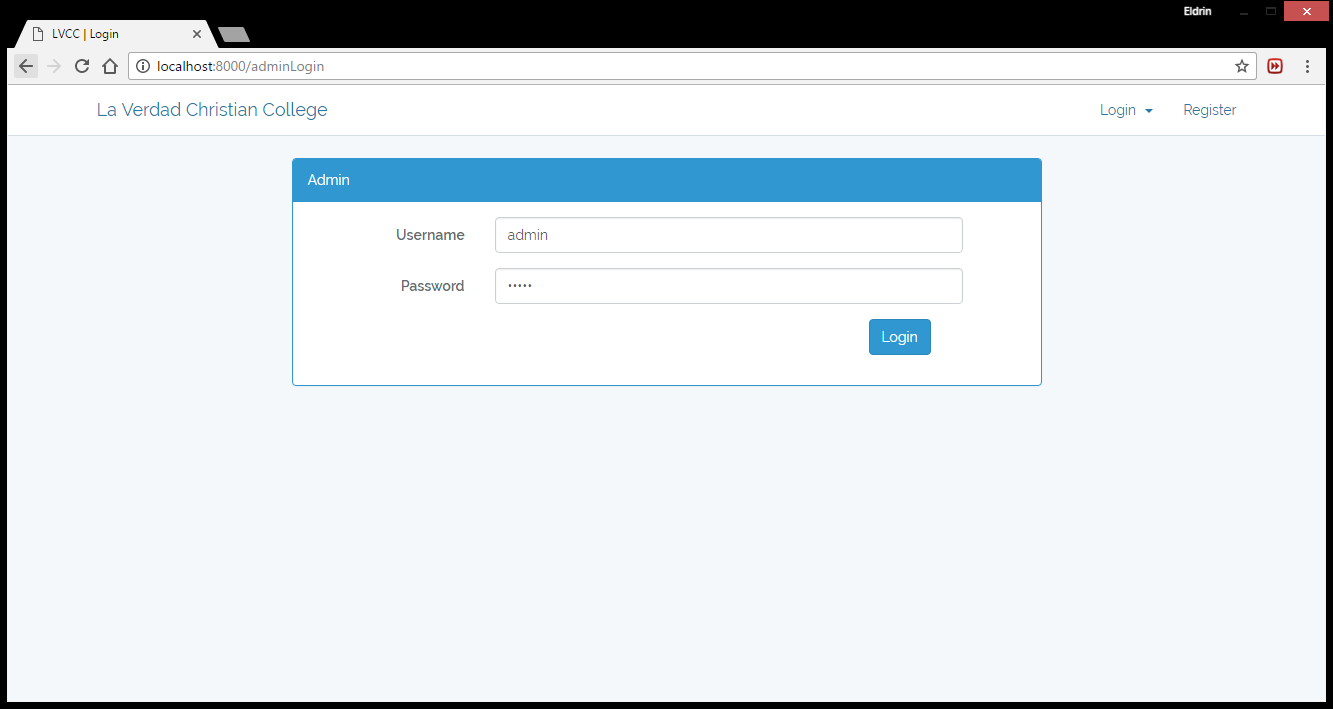 Eldrin
LVCC | Login
localhost:8000/adminLogin
La Verdad Christian College
Login
Register
Admin
Username
admin
Password
•••••
Login